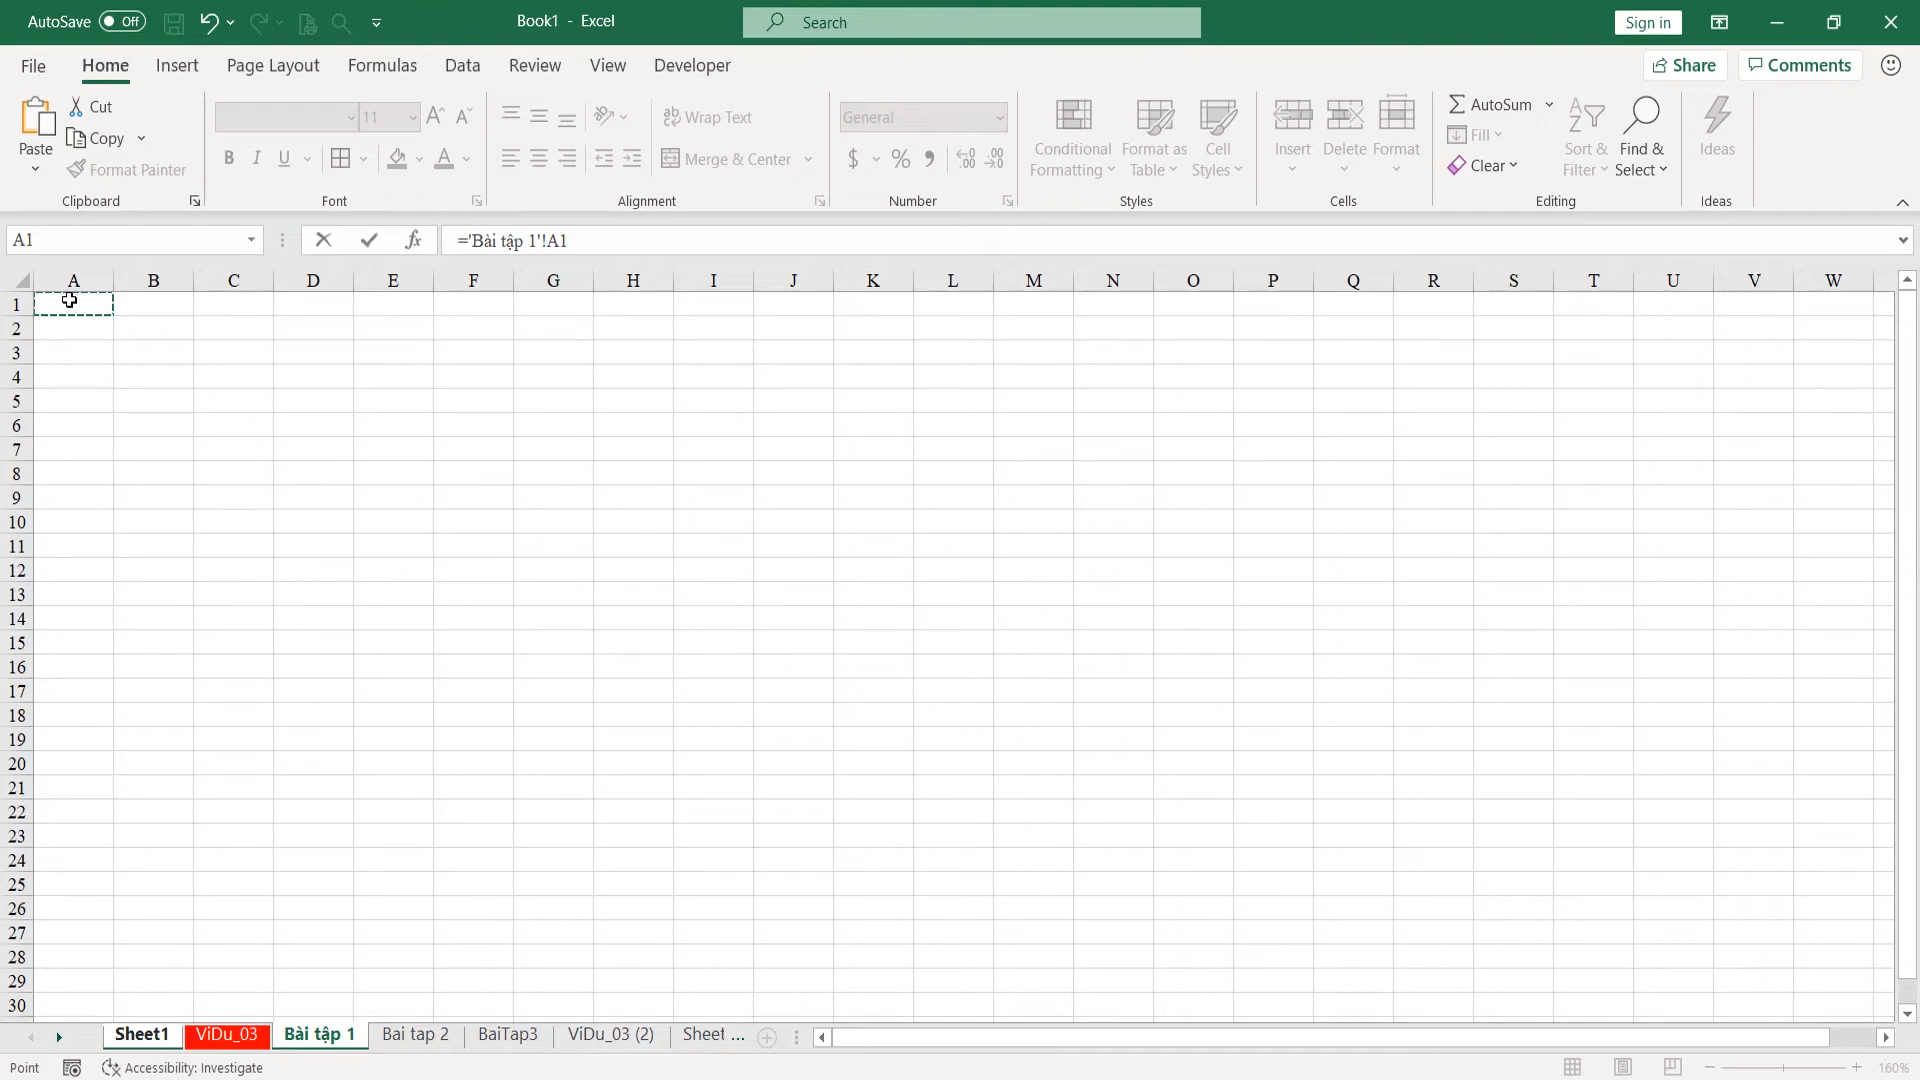 AutoSave Off Book1 - Excel Search Sign in
File Home Insert Page Layout Formulas Data Review View Developer Share Comments
Paste Cut Copy Format Painter Clipboard
11 B I U A Font
Wrap Text Merge & Center Alignment
General $ % Number
Conditional Formatting Format as Table Cell Styles Styles
Insert Delete Format Cells
AutoSum Fill Clear Sort & Filter Find & Select Editing
Ideas Ideas
A1 fx ='Bài tập 1'!A1
A B C D E F G H I J K L M N O P Q R S T U V W
1
2
3
4
5
6
7
8
9
10
11
12
13
14
15
16
17
18
19
20
21
22
23
24
25
26
27
28
29
30
Sheet1 ViDu_03 Bài tập 1 Bai tap 2 BaiTap3 ViDu_03 (2) Sheet ...
Point Accessibility: Investigate 160%